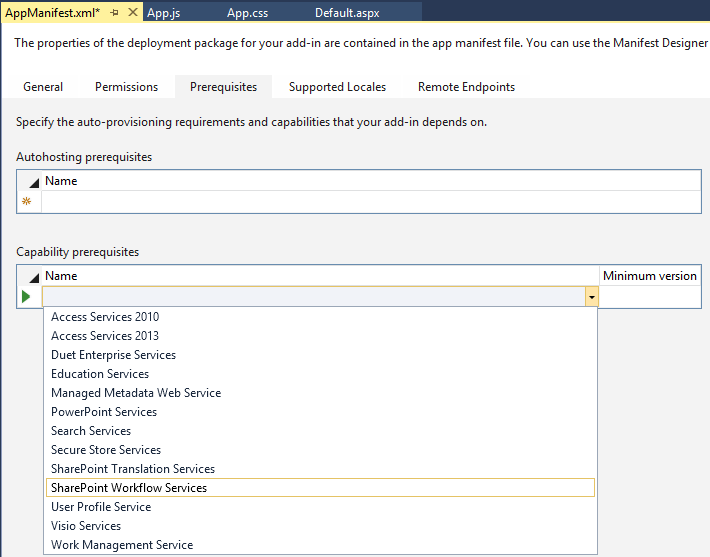 AppManifest.xml* App.js App.css Default.aspx
The properties of the deployment package for your add-in are contained in the app manifest file. You can use the Manifest Designer
General Permissions Prerequisites Supported Locales Remote Endpoints
Specify the auto-provisioning requirements and capabilities that your add-in depends on.
Autohosting prerequisites
Name
Capability prerequisites
Name Minimum version
Access Services 2010
Access Services 2013
Duet Enterprise Services
Education Services
Managed Metadata Web Service
PowerPoint Services
Search Services
Secure Store Services
SharePoint Translation Services
SharePoint Workflow Services
User Profile Service
Visio Services
Work Management Service